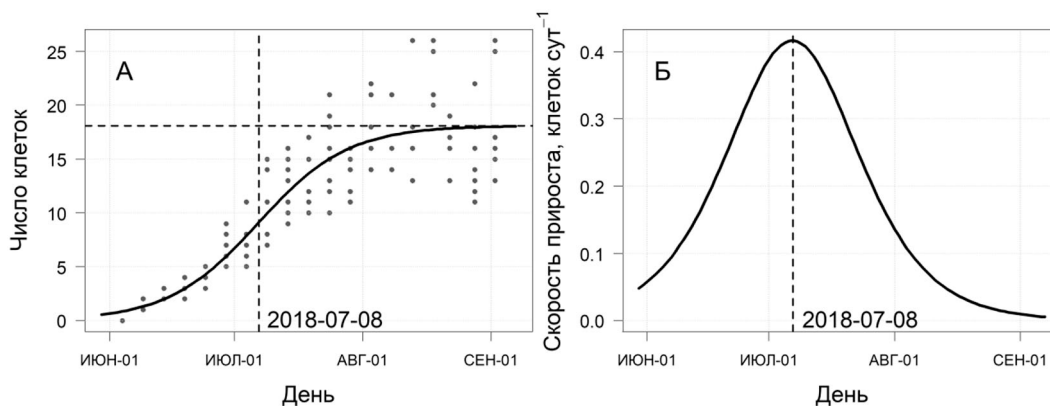 Число клеток
25
20
15
10
5
0
А
2018-07-08
ИЮН-01
ИЮЛ-01
АВГ-01
СЕН-01
День
Скорость прироста, клеток сут⁻¹
0.4
0.3
0.2
0.1
0.0
Б
2018-07-08
ИЮН-01
ИЮЛ-01
АВГ-01
СЕН-01
День